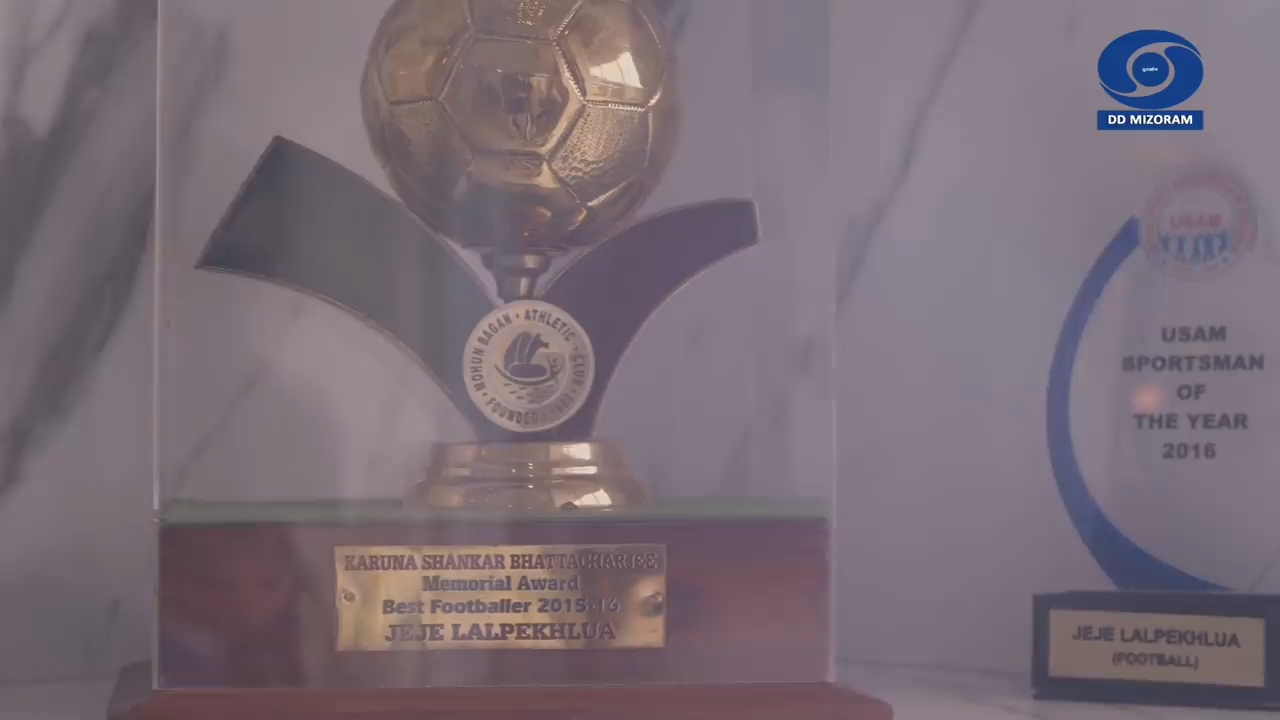 DD MIZORAM
USAM
MOHUN BAGAN • ATHLETIC • CLUB • FOUNDED
USAM
SPORTSMAN
OF
THE YEAR
2016
KARUNA SHANKAR BHATTACHARJEE
Memorial Award
Best Footballer 2015-16
JEJE LALPEKHLUA
JEJE LALPEKHLUA
(FOOTBALL)